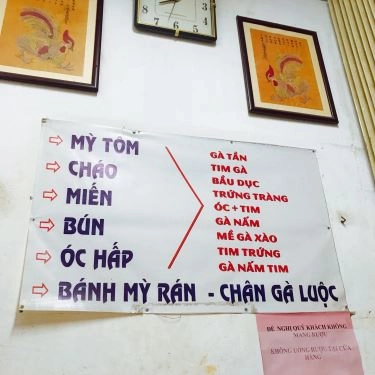 MỲ TÔM
CHÁO
MIẾN
BÚN
ÓC HẤP
GÀ TẦN
TIM GÀ
BẦU DỤC
TRỨNG TRÀNG
ÓC + TIM
GÀ NẤM
MỀ GÀ XÀO
TIM TRỨNG
GÀ NẤM TIM
BÁNH MỲ RÁN - CHÂN GÀ LUỘC
ĐỀ NGHỊ QUÝ KHÁCH KHÔNG
MANG RƯỢU
KHÔNG UỐNG RƯỢU TẠI CỬA
HÀNG